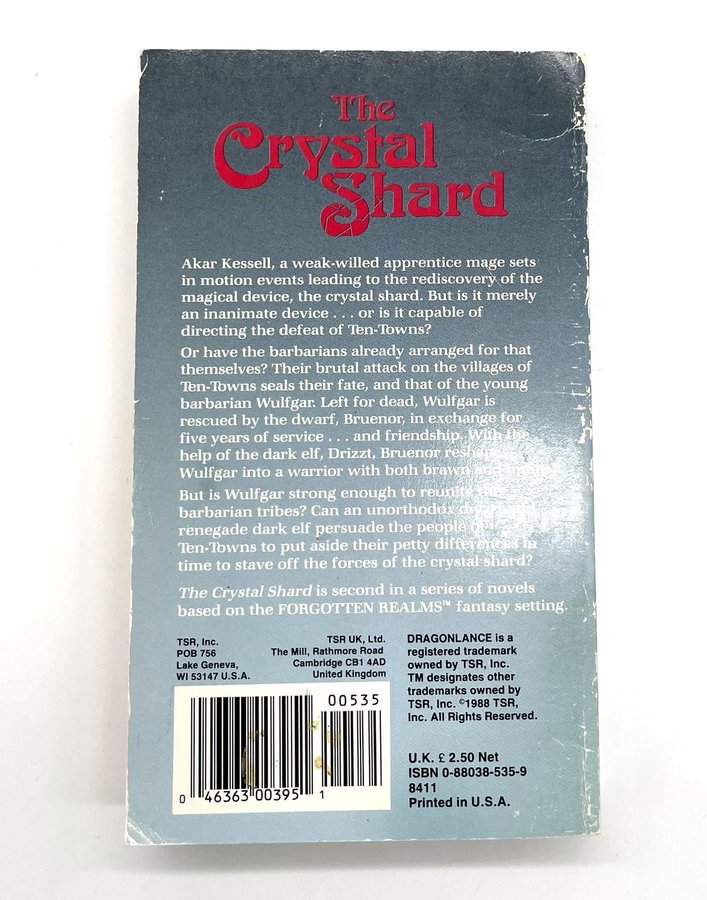 The
Crystal
Shard
Akar Kessell, a weak-willed apprentice mage sets
in motion events leading to the rediscovery of the
magical device, the crystal shard. But is it merely
an inanimate device . . . or is it capable of
directing the defeat of Ten-Towns?
Or have the barbarians already arranged for that
themselves? Their brutal attack on the villages of
Ten-Towns seals their fate, and that of the young
barbarian Wulfgar. Left for dead, Wulfgar is
rescued by the dwarf, Bruenor, in exchange for
five years of service . . . and friendship. With the
help of the dark elf, Drizzt, Bruenor reshapes
Wulfgar into a warrior with both brawn and
But is Wulfgar strong enough to reunite the
barbarian tribes? Can an unorthodox
renegade dark elf persuade the people of
Ten-Towns to put aside their petty differences in
time to stave off the forces of the crystal shard?
The Crystal Shard is second in a series of novels
based on the FORGOTTEN REALMS™ fantasy setting.
TSR, Inc.
POB 756
Lake Geneva,
WI 53147 U.S.A.
TSR UK, Ltd.
The Mill, Rathmore Road
Cambridge CB1 4AD
United Kingdom
DRAGONLANCE is a
registered trademark
owned by TSR, Inc.
TM designates other
trademarks owned by
TSR, Inc. ©1988 TSR,
Inc. All Rights Reserved.
00535
0 46363 00395 1
U.K. £ 2.50 Net
ISBN 0-88038-535-9
8411
Printed in U.S.A.